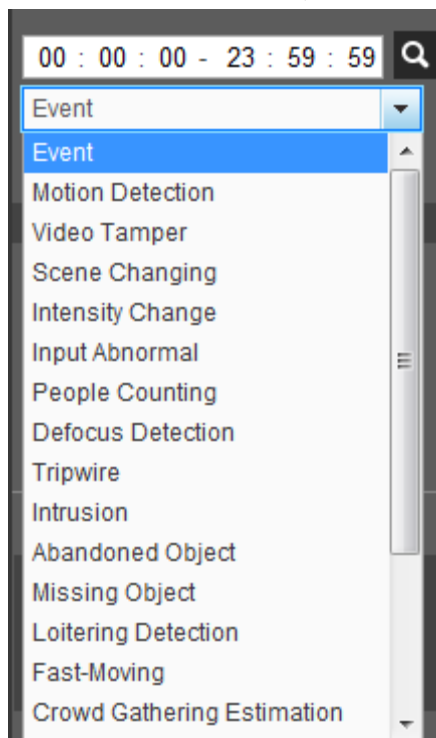 00 : 00 : 00 - 23 : 59 : 59
Event
Event
Motion Detection
Video Tamper
Scene Changing
Intensity Change
Input Abnormal
People Counting
Defocus Detection
Tripwire
Intrusion
Abandoned Object
Missing Object
Loitering Detection
Fast-Moving
Crowd Gathering Estimation